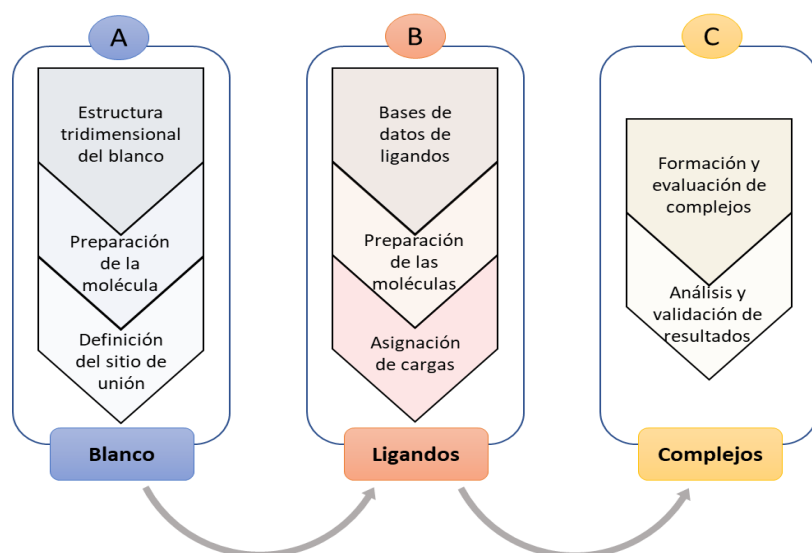 A
Estructura
tridimensional
del blanco
Preparación
de la
molécula
Definición
del sitio de
unión
Blanco
B
Bases de
datos de
ligandos
Preparación
de las
moléculas
Asignación
de cargas
Ligandos
C
Formación y
evaluación de
complejos
Análisis y
validación de
resultados
Complejos